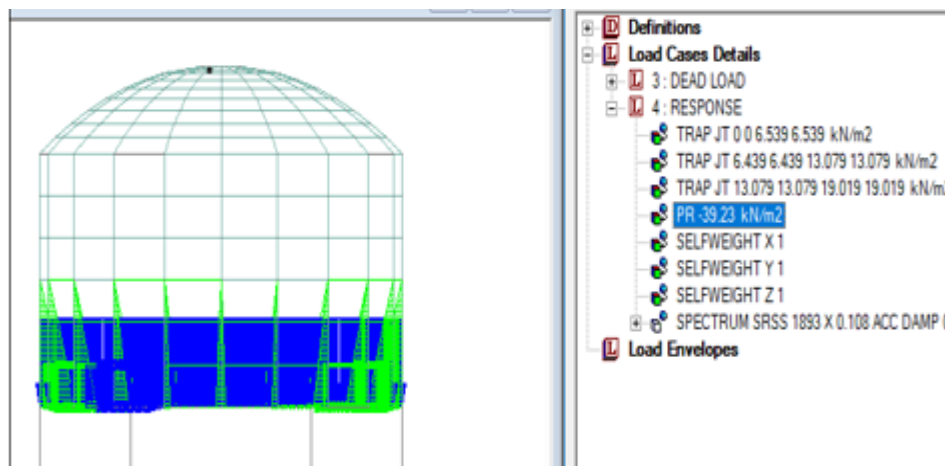 Definitions
Load Cases Details
3 : DEAD LOAD
4 : RESPONSE
TRAP JT 0 0 6.539 6.539 kN/m2
TRAP JT 6.439 6.439 13.079 13.079 kN/m2
TRAP JT 13.079 13.079 19.019 19.019 kN/m
PR -39.23 kN/m2
SELFWEIGHT X 1
SELFWEIGHT Y 1
SELFWEIGHT Z 1
SPECTRUM SRSS 1893 X 0.108 ACC DAMP
Load Envelopes